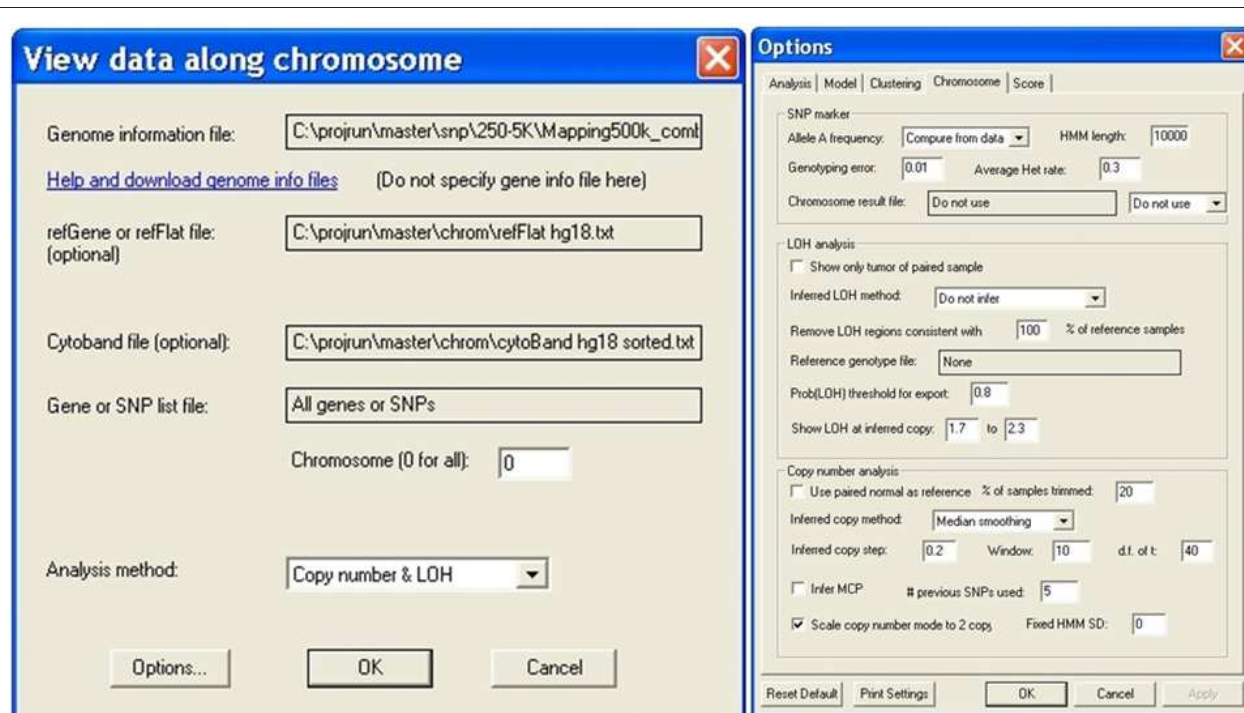 View data along chromosome
Genome information file: C:\projrun\master\snp\250-5K\Mapping500k_comb
Help and download genome info files (Do not specify gene info file here)
refGene or refFlat file: C:\projrun\master\chrom\refFlat hg18.txt
(optional)
Cytoband file (optional): C:\projrun\master\chrom\cytoBand hg18 sorted.txt
Gene or SNP list file: All genes or SNPs
Chromosome (0 for all): 0
Analysis method: Copy number & LOH
Options... OK Cancel
Options
Analysis Model Clustering Chromosome Score
SNP marker
Allele A frequency: Compure from data HMM length: 10000
Genotyping error: 0.01 Average Het rate: 0.3
Chromosome result file: Do not use Do not use
LOH analysis
Show only tumor of paired sample
Inferred LOH method: Do not infer
Remove LOH regions consistent with 100 % of reference samples
Reference genotype file: None
Prob(LOH) threshold for export: 0.8
Show LOH at inferred copy: 1.7 to 2.3
Copy number analysis
Use paired normal as reference % of samples trimmed: 20
Inferred copy method: Median smoothing
Inferred copy step: 0.2 Window: 10 d.f. of t: 40
Infer MCP # previous SNPs used: 5
Scale copy number mode to 2 copy Fixed HMM SD: 0
Reset Default Print Settings OK Cancel Apply